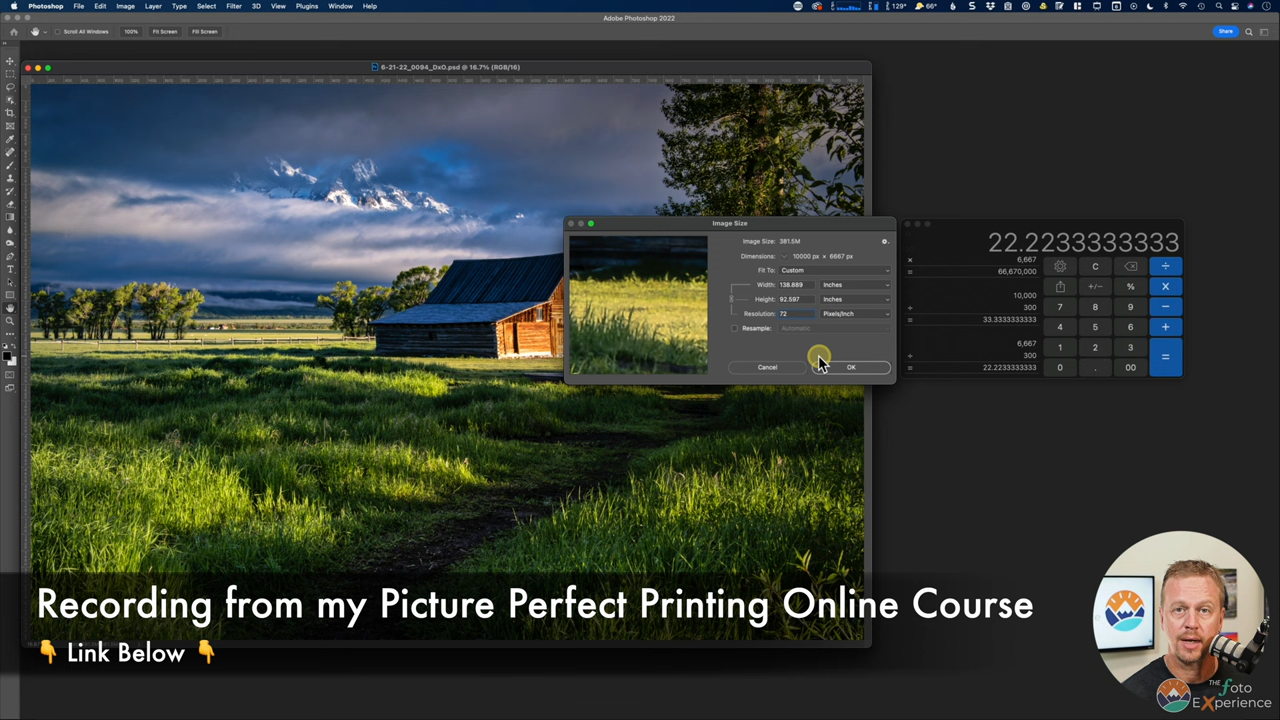 Photoshop File Edit Image Layer Type Select Filter 3D View Plugins Window Help 129° 66°
Adobe Photoshop 2022
Scroll All Windows 100% Fit Screen Fill Screen Share
6-21-22_0094_DxO.psd @ 16.7% (RGB/16)
Image Size
Image Size: 381.5M
Dimensions: 10000 px × 6667 px
Fit To: Custom
Width: 138.889 Inches
Height: 92.597 Inches
Resolution: 72 Pixels/Inch
Resample: Automatic
Cancel OK
22.2233333333
× 6,667
= 66,670,000
10,000
÷ 300
= 33.3333333333
6,667
÷ 300
= 22.2233333333
C ÷
+/− % ×
7 8 9 −
4 5 6 +
1 2 3 =
0 . 00
Recording from my Picture Perfect Printing Online Course
👇 Link Below 👇
THE foto
EXperience